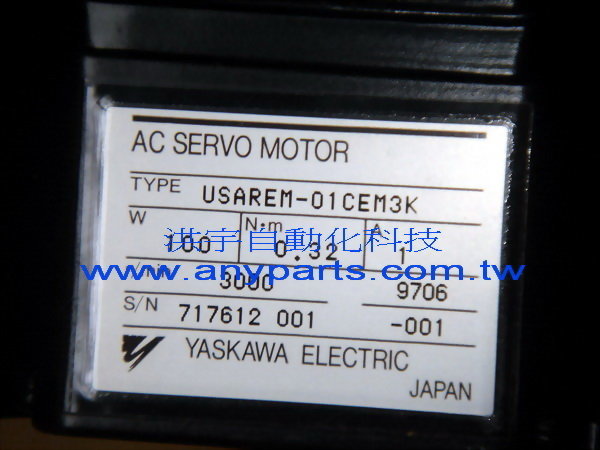 AC SERVO MOTOR
TYPE USAREM-01CEM3K
W 100 N·m 0.32 A 1
洪宇自動化科技
www.anyparts.com.tw
3000 9706
S/N 717612 001 -001
YASKAWA ELECTRIC
JAPAN